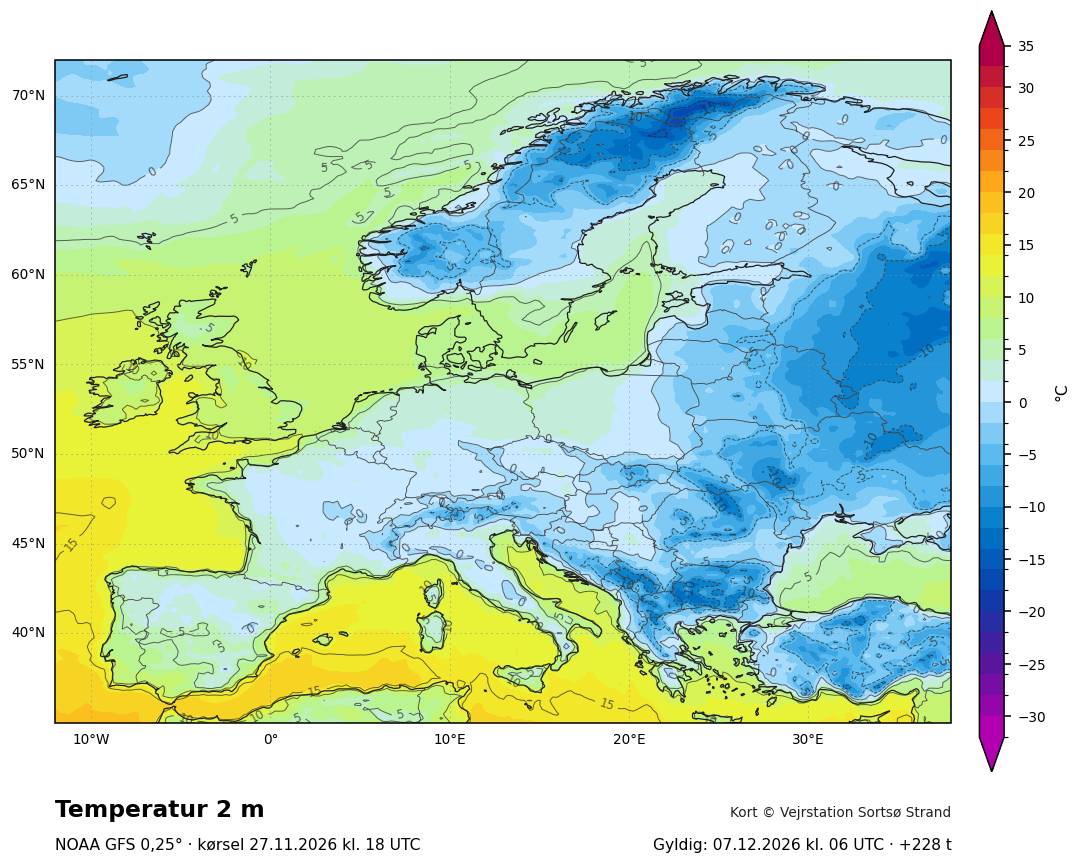 35
30
25
20
15
10
5
0
−5
−10
−15
−20
−25
−30
°C
70°N
65°N
60°N
55°N
50°N
45°N
40°N
10°W
0°
10°E
20°E
30°E
Temperatur 2 m
Kort © Vejrstation Sortsø Strand
NOAA GFS 0,25° · kørsel 27.11.2026 kl. 18 UTC
Gyldig: 07.12.2026 kl. 06 UTC · +228 t